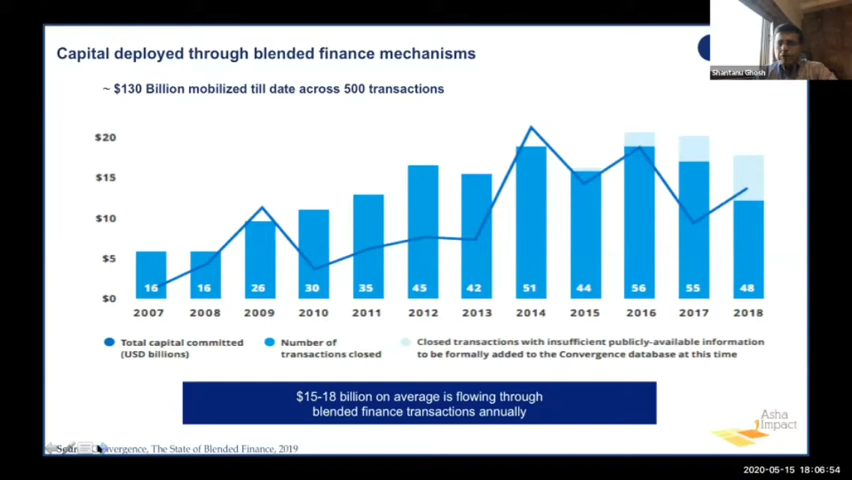 Capital deployed through blended finance mechanisms
Shantanu Ghosh
~ $130 Billion mobilized till date across 500 transactions
$20
$15
$10
$5
$0
16 16 26 30 35 45 42 51 44 56 55 48
2007 2008 2009 2010 2011 2012 2013 2014 2015 2016 2017 2018
Total capital committed
(USD billions)
Number of
transactions closed
Closed transactions with insufficient publicly-available information
to be formally added to the Convergence database at this time
$15-18 billion on average is flowing through
blended finance transactions annually
Asha
Impact
The State of Blended Finance, 2019
2020-05-15 18:06:54